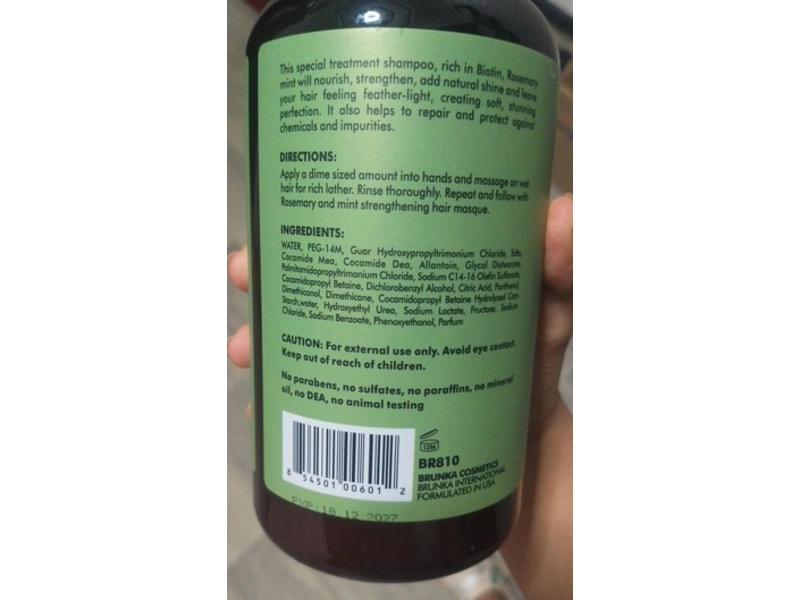 This special treatment shampoo, rich in Biotin, Rosemary
mint will nourish, strengthen, add natural shine and leave
your hair feeling feather-light, creating soft, stunning
perfection. It also helps to repair and protect against
chemicals and impurities.
DIRECTIONS:
Apply a dime sized amount into hands and massage on wet
hair for rich lather. Rinse thoroughly. Repeat and follow with
Rosemary and mint strengthening hair masque.
INGREDIENTS:
WATER, PEG-14M, Guar Hydroxypropyltrimonium Chloride, Edta,
Cocamide Mea, Cocamide Dea, Allantoin, Glycol Distearate,
Palmitamidopropyltrimonium Chloride, Sodium C14-16 Olefin Sulfonate,
Cocamidopropyl Betaine, Dichlorobenzyl Alcohol, Citric Acid, Panthenol,
Dimethiconol, Dimethicone, Cocamidopropyl Betaine Hydrolyzed Corn
Starch,water, Hydroxyethyl Urea, Sodium Lactate, Fructose, Sodium
Chloride, Sodium Benzoate, Phenoxyethanol, Parfum
CAUTION: For external use only. Avoid eye contact.
Keep out of reach of children.
No parabens, no sulfates, no paraffins, no mineral
oil, no DEA, no animal testing
8 54501 00601 2
12M
BR810
BRUNKA COSMETICS
BRUNKA INTERNATIONAL
FORMULATED IN USA
EXP:18.12.2027